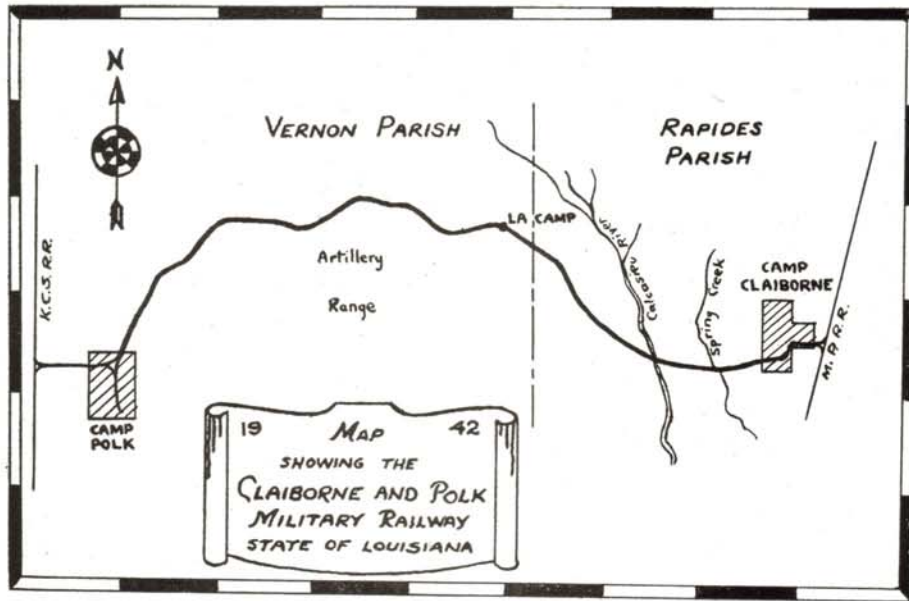 N
VERNON PARISH
RAPIDES
PARISH
LA CAMP
Artillery
Range
Calcasieu River
Spring Creek
CAMP
CLAIBORNE
K.C.S.R.R.
M.P.R.R.
CAMP
POLK
19 MAP 42
SHOWING THE
CLAIBORNE AND POLK
MILITARY RAILWAY
STATE OF LOUISIANA